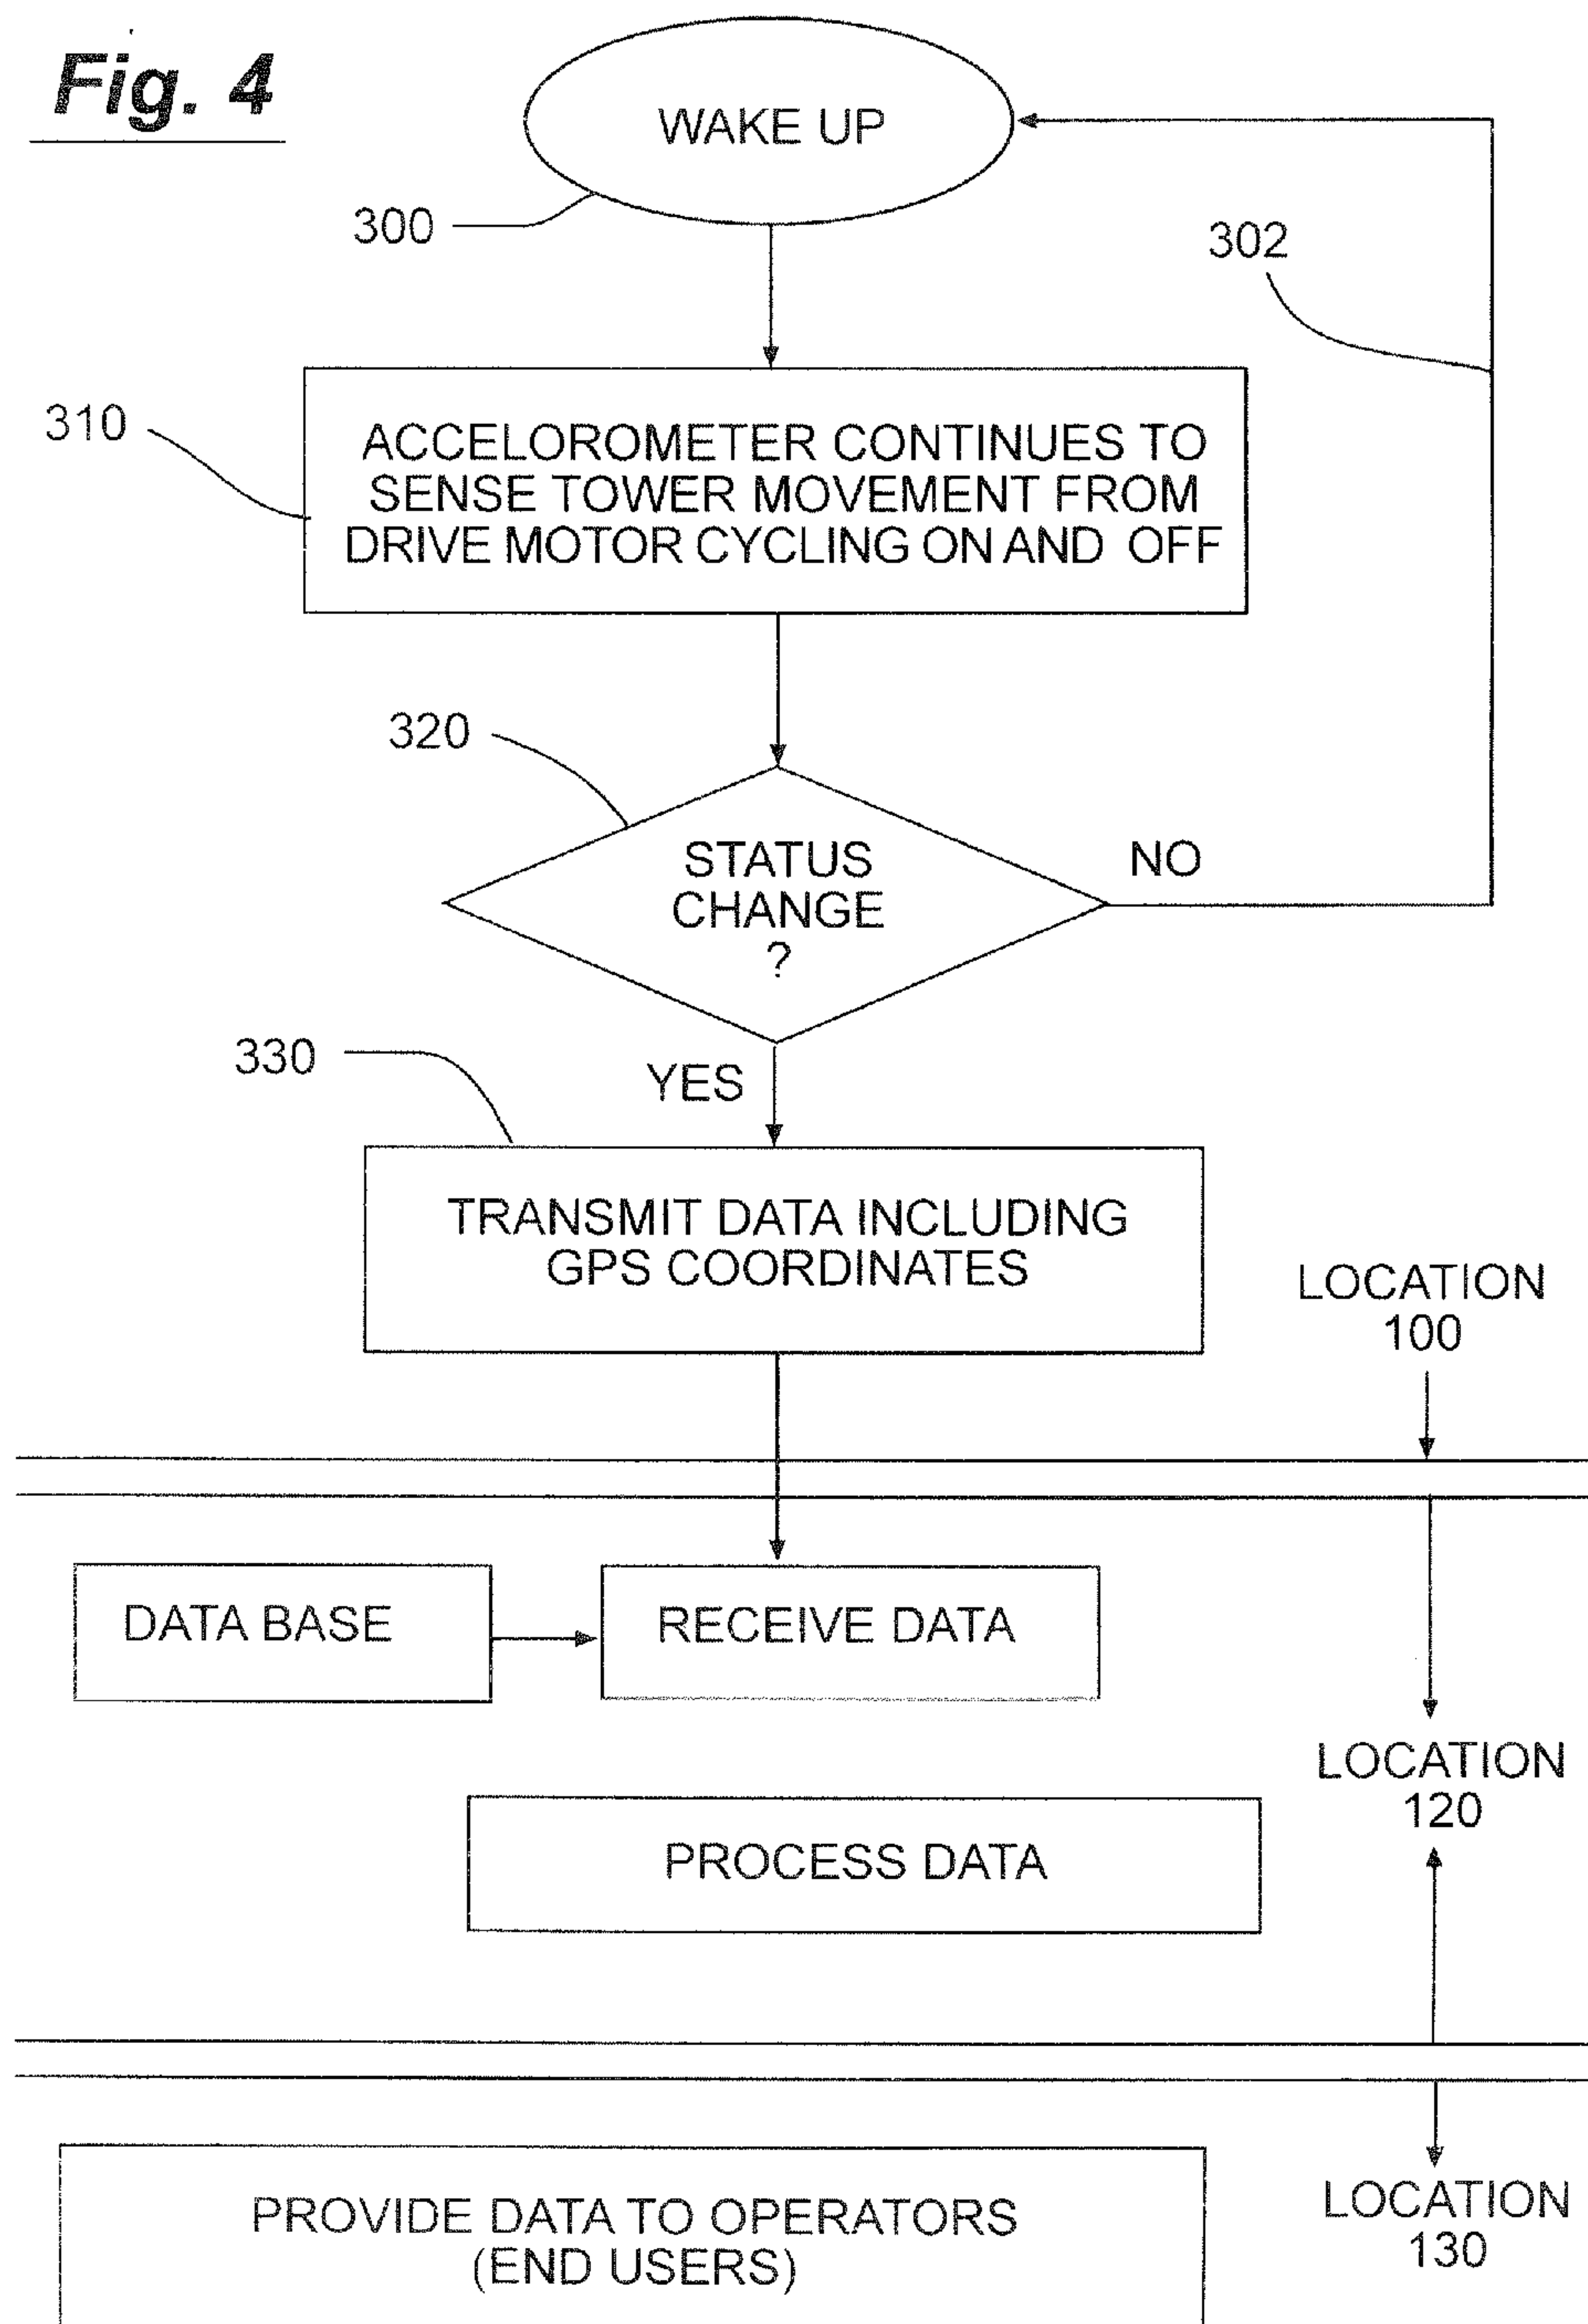 Fig. 4
WAKE UP
300
302
310
ACCELOROMETER CONTINUES TO
SENSE TOWER MOVEMENT FROM
DRIVE MOTOR CYCLING ON AND OFF
320
STATUS
CHANGE
?
NO
330
YES
TRANSMIT DATA INCLUDING
GPS COORDINATES
LOCATION
100
DATA BASE
RECEIVE DATA
LOCATION
120
PROCESS DATA
PROVIDE DATA TO OPERATORS
(END USERS)
LOCATION
130